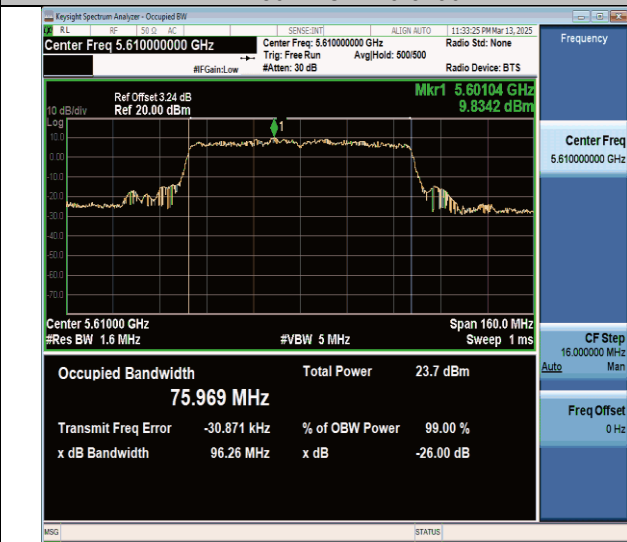 Keysight Spectrum Analyzer - Occupied BW
RL RF 50 Ω AC SENSE:INT ALIGN AUTO 11:33:25 PM Mar 13, 2025
Center Freq 5.610000000 GHz
Center Freq: 5.610000000 GHz
Radio Std: None
Trig: Free Run Avg|Hold: 500/500
#IFGain:Low
#Atten: 30 dB
Radio Device: BTS
Frequency
Mkr1 5.60104 GHz
9.8342 dBm
Ref Offset 3.24 dB
10 dB/div Ref 20.00 dBm
Log
10.0
0.00
-10.0
-20.0
-30.0
-40.0
-50.0
-60.0
-70.0
1
Center Freq
5.610000000 GHz
Center 5.61000 GHz Span 160.0 MHz
#Res BW 1.6 MHz #VBW 5 MHz Sweep 1 ms
CF Step
16.000000 MHz
Auto Man
Freq Offset
0 Hz
Occupied Bandwidth Total Power 23.7 dBm
75.969 MHz
Transmit Freq Error -30.871 kHz % of OBW Power 99.00 %
x dB Bandwidth 96.26 MHz x dB -26.00 dB
MSG STATUS